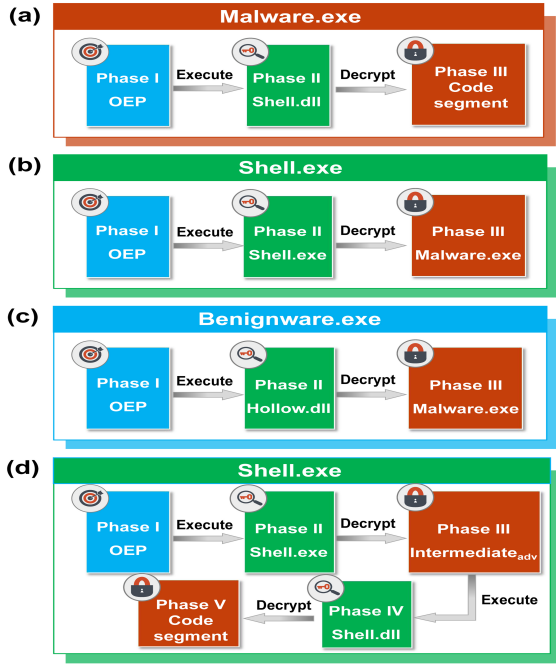 (a)
Malware.exe
Phase I
OEP
Execute
Phase II
Shell.dll
Decrypt
Phase III
Code
segment
(b)
Shell.exe
Phase I
OEP
Execute
Phase II
Shell.exe
Decrypt
Phase III
Malware.exe
(c)
Benignware.exe
Phase I
OEP
Execute
Phase II
Hollow.dll
Decrypt
Phase III
Malware.exe
(d)
Shell.exe
Phase I
OEP
Execute
Phase II
Shell.exe
Decrypt
Phase III
Intermediateadv
Execute
Phase IV
Shell.dll
Decrypt
Phase V
Code
segment